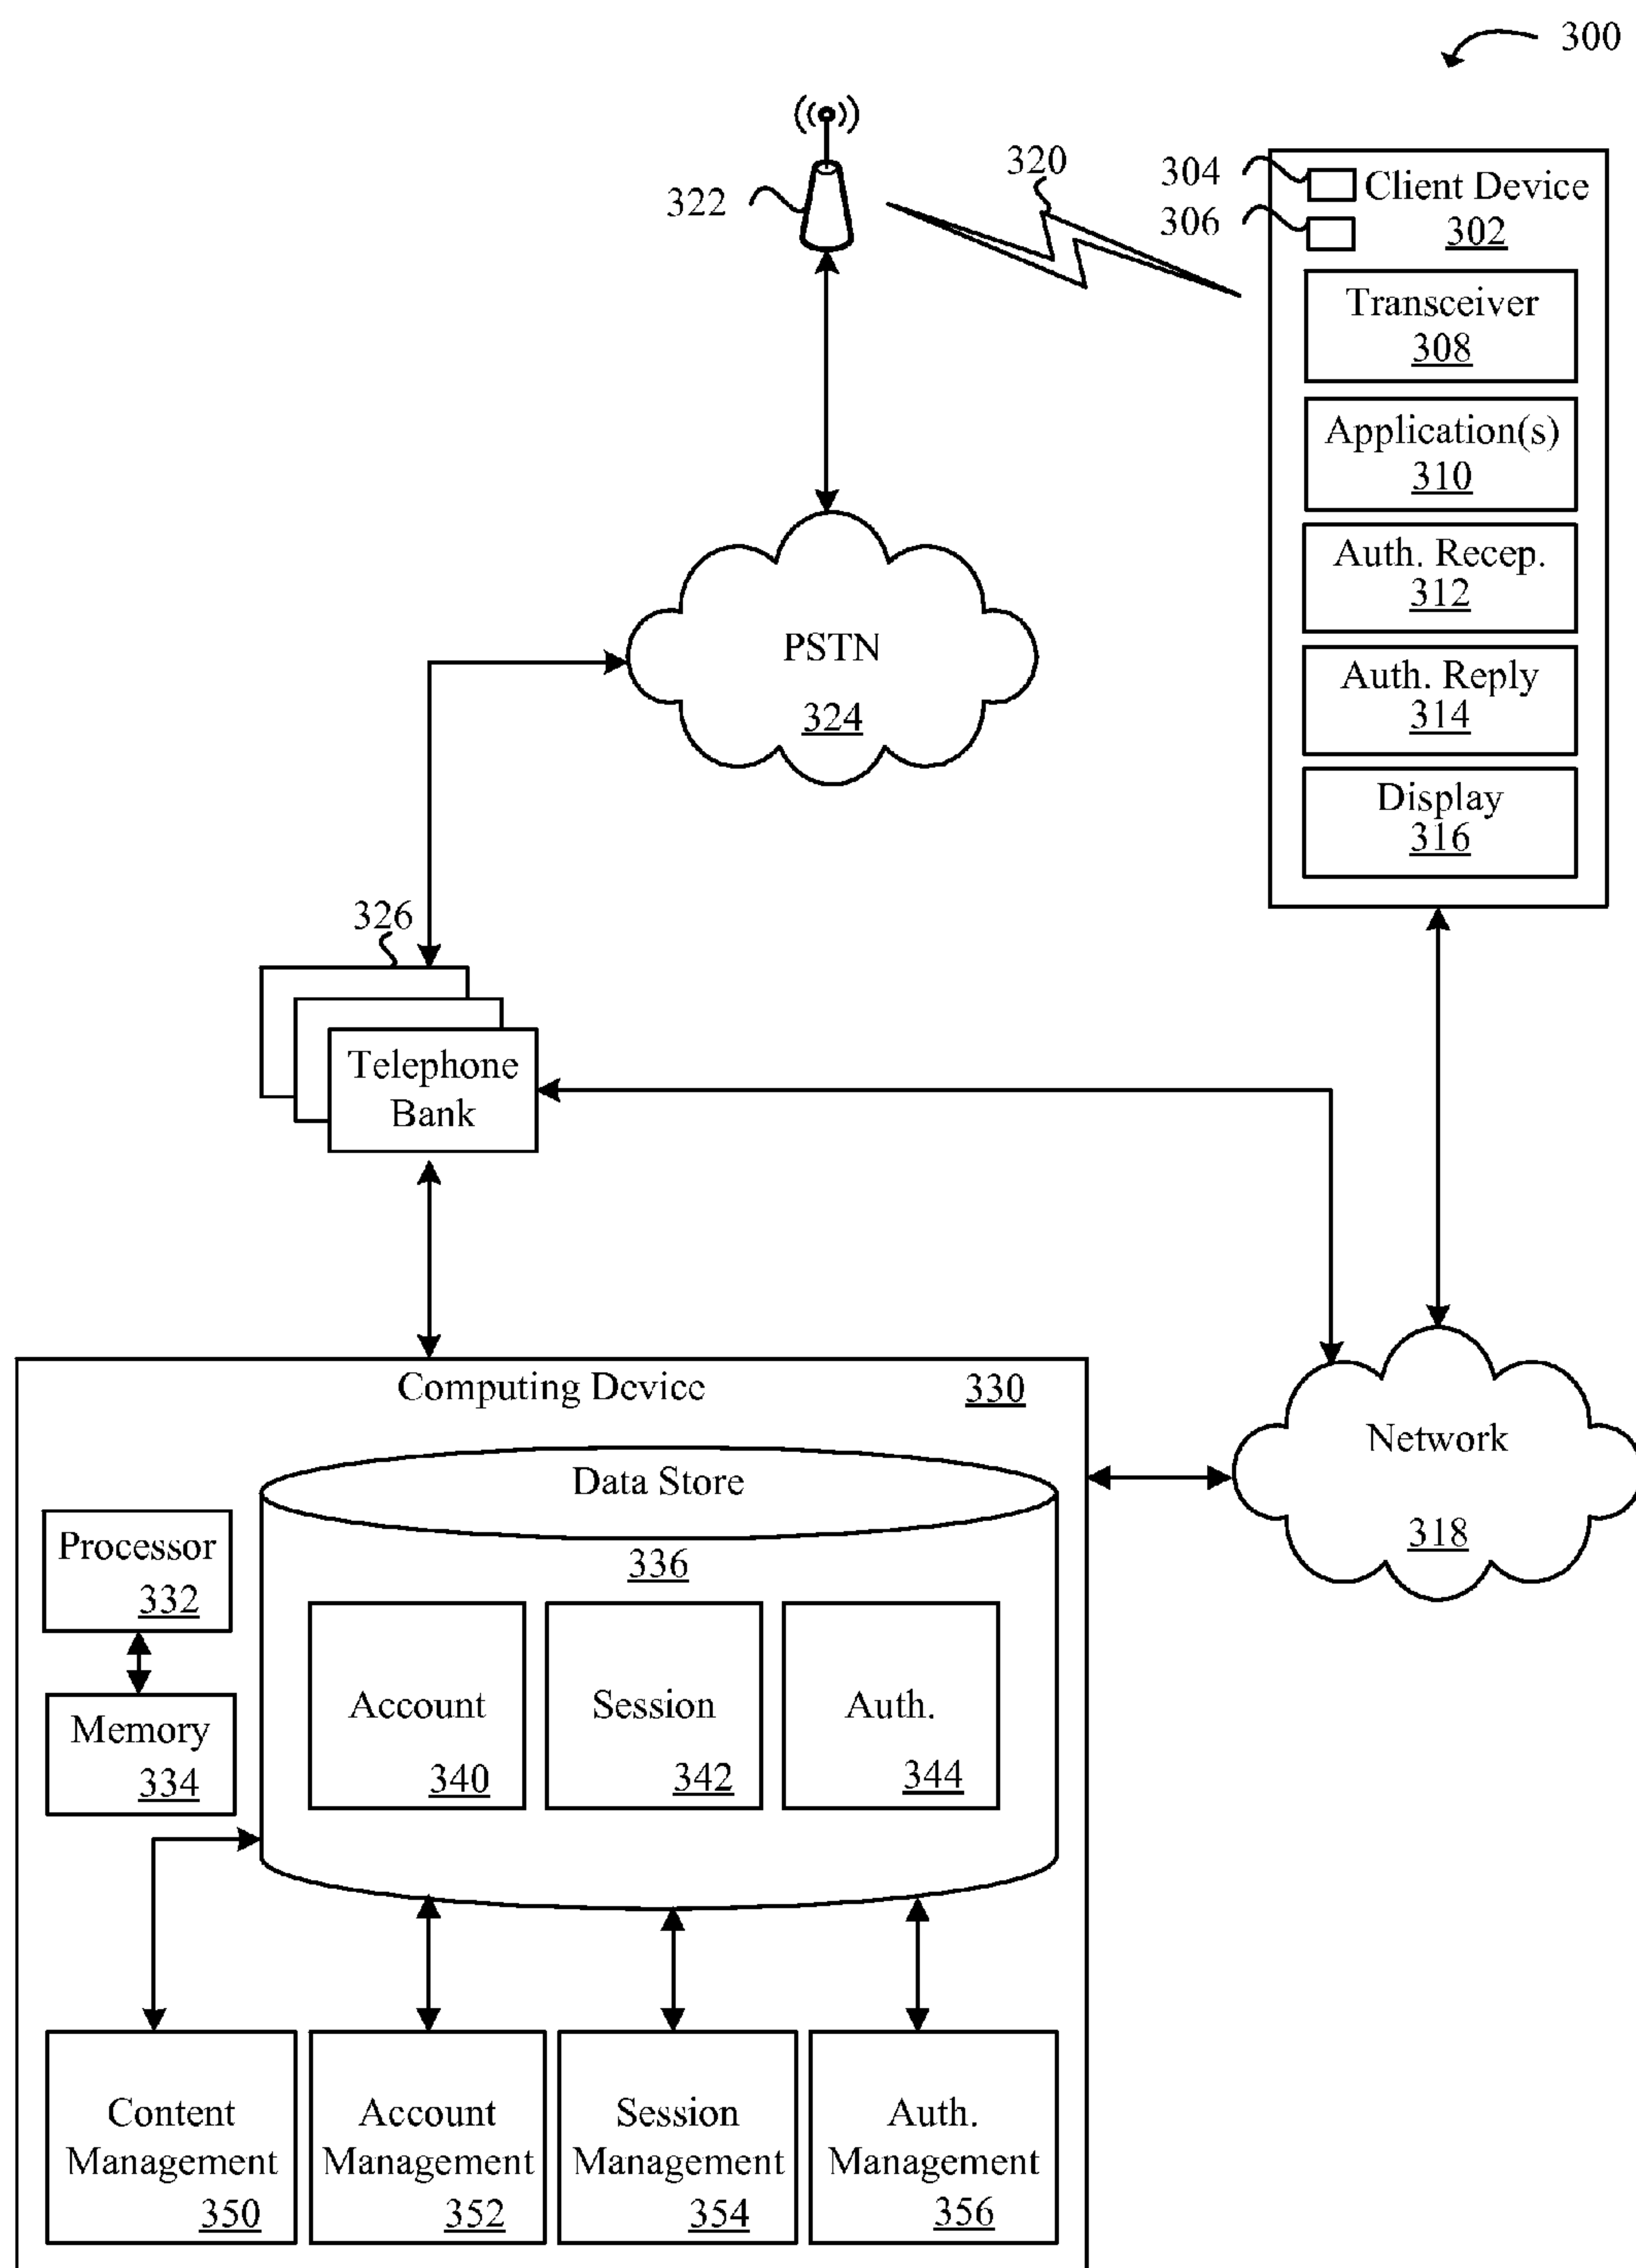 300
322
320
304
306
Client Device
302
Transceiver
308
Application(s)
310
Auth. Recep.
312
Auth. Reply
314
Display
316
PSTN
324
326
Telephone
Bank
Computing Device
330
Network
318
Data Store
336
Processor
332
Memory
334
Account
340
Session
342
Auth.
344
Content
Management
350
Account
Management
352
Session
Management
354
Auth.
Management
356